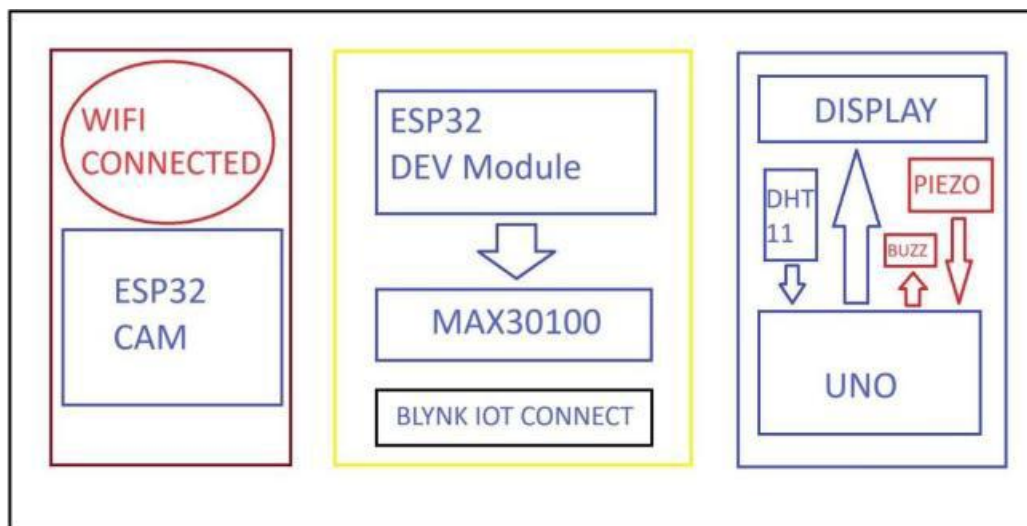 WIFI
CONNECTED
ESP32
CAM
ESP32
DEV Module
MAX30100
BLYNK IOT CONNECT
DISPLAY
DHT
11
PIEZO
BUZZ
UNO